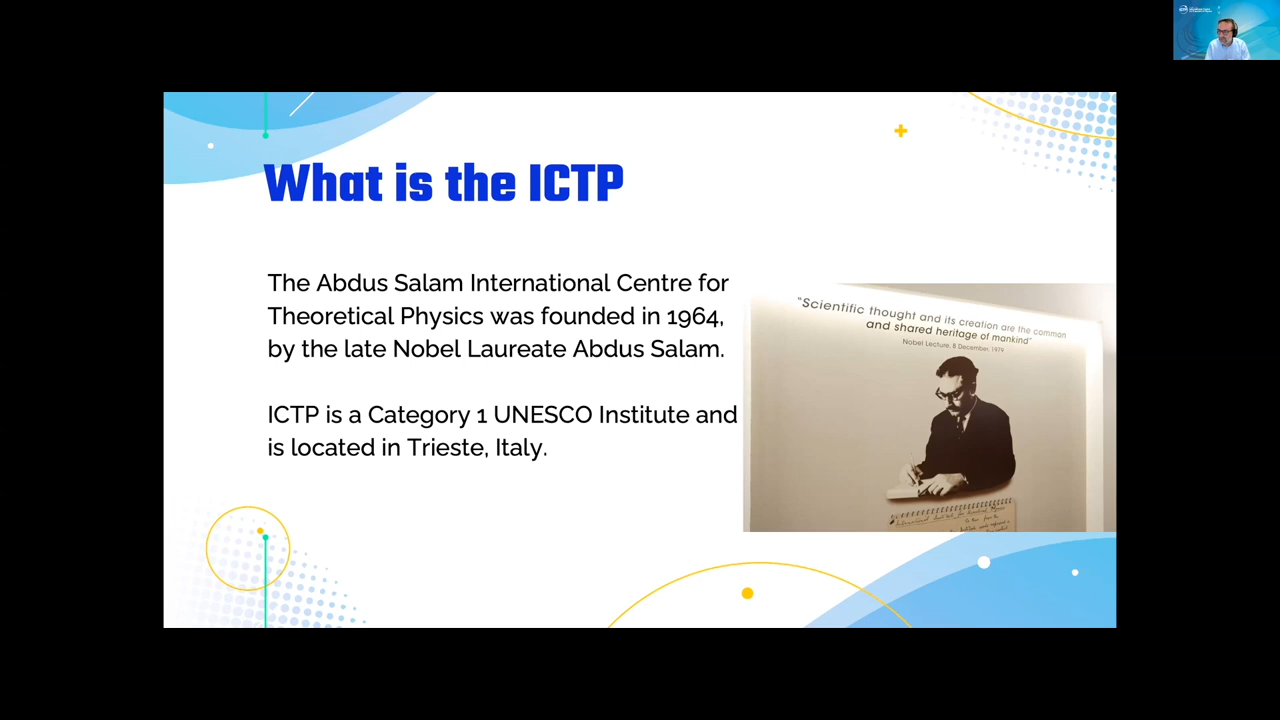 What is the ICTP
The Abdus Salam International Centre for
Theoretical Physics was founded in 1964,
by the late Nobel Laureate Abdus Salam.
ICTP is a Category 1 UNESCO Institute and
is located in Trieste, Italy.
"Scientific thought and its creation are the common
and shared heritage of mankind"
Nobel Lecture, 8 December, 1979